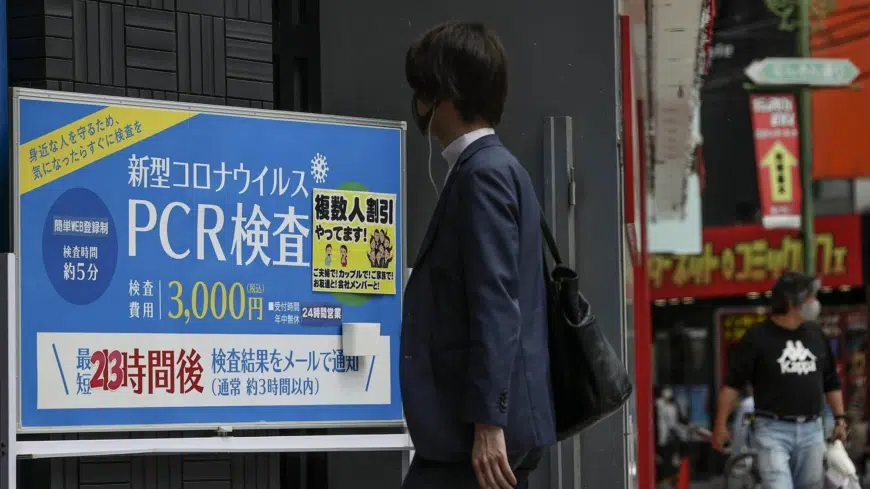 身近な人を守るため、
気になったらすぐに検査を
新型コロナウイルス
PCR検査
簡単WEB登録制
検査時間
約5分
検査費用 3,000円(税込)
■受付時間
年中無休
24時間営業
複数人割引
やってます!
ご夫婦で!カップルで!ご家族で!
お友達と!会社メンバーと!
最短 時間後
検査結果をメールで通知
(通常 約3時間以内)
Kappa